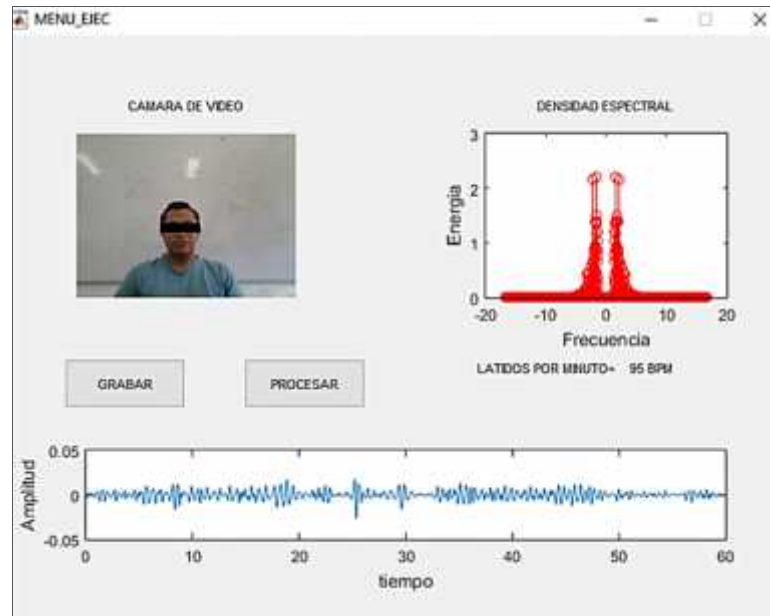 MENU_EJEC
CAMARA DE VIDEO
DENSIDAD ESPECTRAL
3
2
1
0
Energia
-20 -10 0 10 20
Frecuencia
LATIDOS POR MINUTO= 95 BPM
GRABAR
PROCESAR
0.05
0
-0.05
Amplitud
0 10 20 30 40 50 60
tiempo